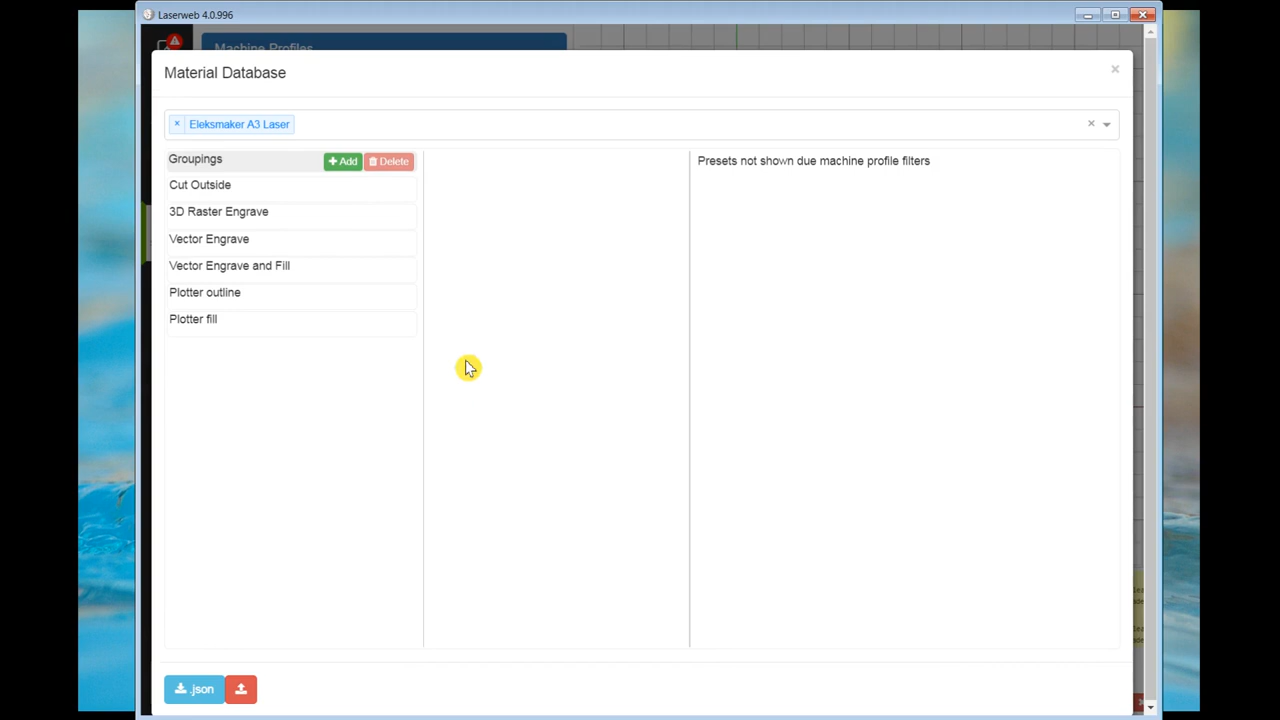 Laserweb 4.0.996
Machine Profiles
Material Database
×
× Eleksmaker A3 Laser
×
Groupings
Add
Delete
Presets not shown due machine profile filters
Cut Outside
3D Raster Engrave
Vector Engrave
Vector Engrave and Fill
Plotter outline
Plotter fill
.json